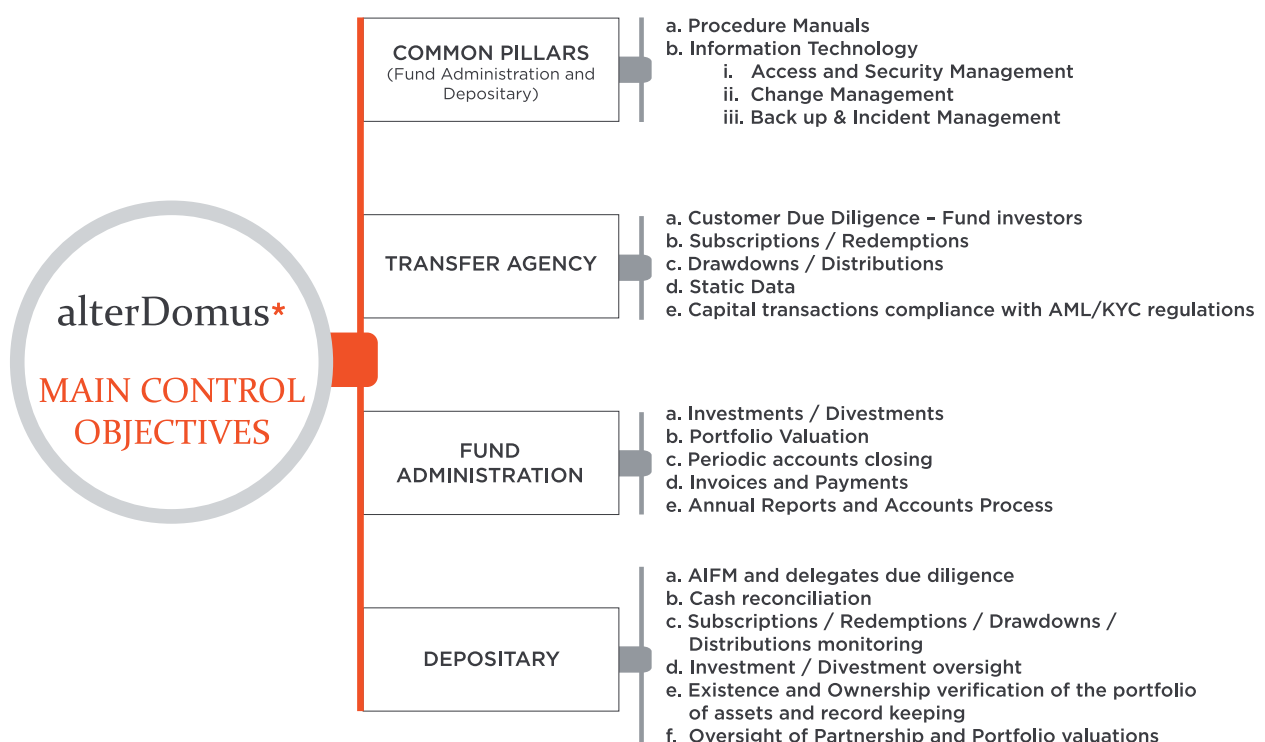 alterDomus*
MAIN CONTROL
OBJECTIVES
COMMON PILLARS
(Fund Administration and
Depositary)
a. Procedure Manuals
b. Information Technology
i. Access and Security Management
ii. Change Management
iii. Back up & Incident Management
TRANSFER AGENCY
a. Customer Due Diligence – Fund investors
b. Subscriptions / Redemptions
c. Drawdowns / Distributions
d. Static Data
e. Capital transactions compliance with AML/KYC regulations
FUND
ADMINISTRATION
a. Investments / Divestments
b. Portfolio Valuation
c. Periodic accounts closing
d. Invoices and Payments
e. Annual Reports and Accounts Process
DEPOSITARY
a. AIFM and delegates due diligence
b. Cash reconciliation
c. Subscriptions / Redemptions / Drawdowns /
Distributions monitoring
d. Investment / Divestment oversight
e. Existence and Ownership verification of the portfolio
of assets and record keeping
f. Oversight of Partnership and Portfolio valuations